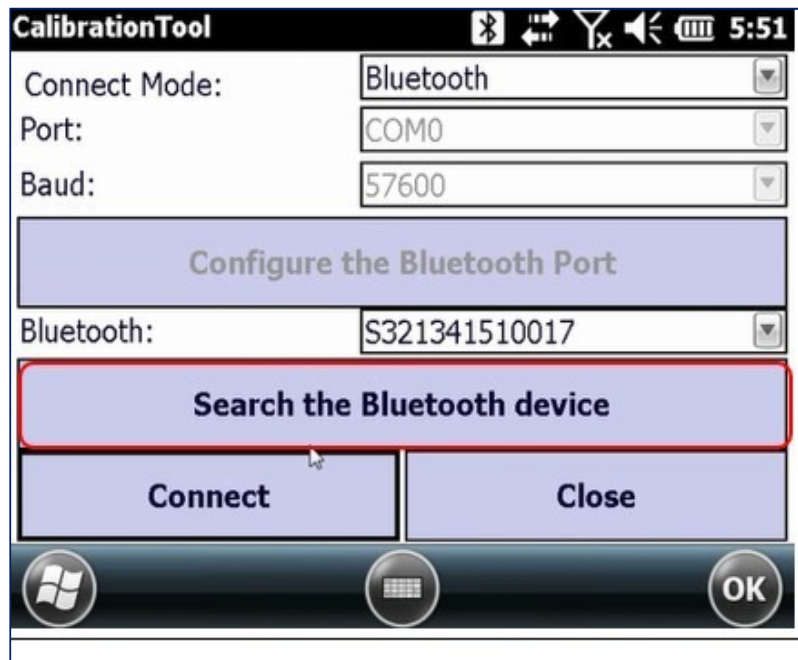 CalibrationTool 5:51
Connect Mode: Bluetooth
Port: COM0
Baud: 57600
Configure the Bluetooth Port
Bluetooth: S321341510017
Search the Bluetooth device
Connect Close
OK